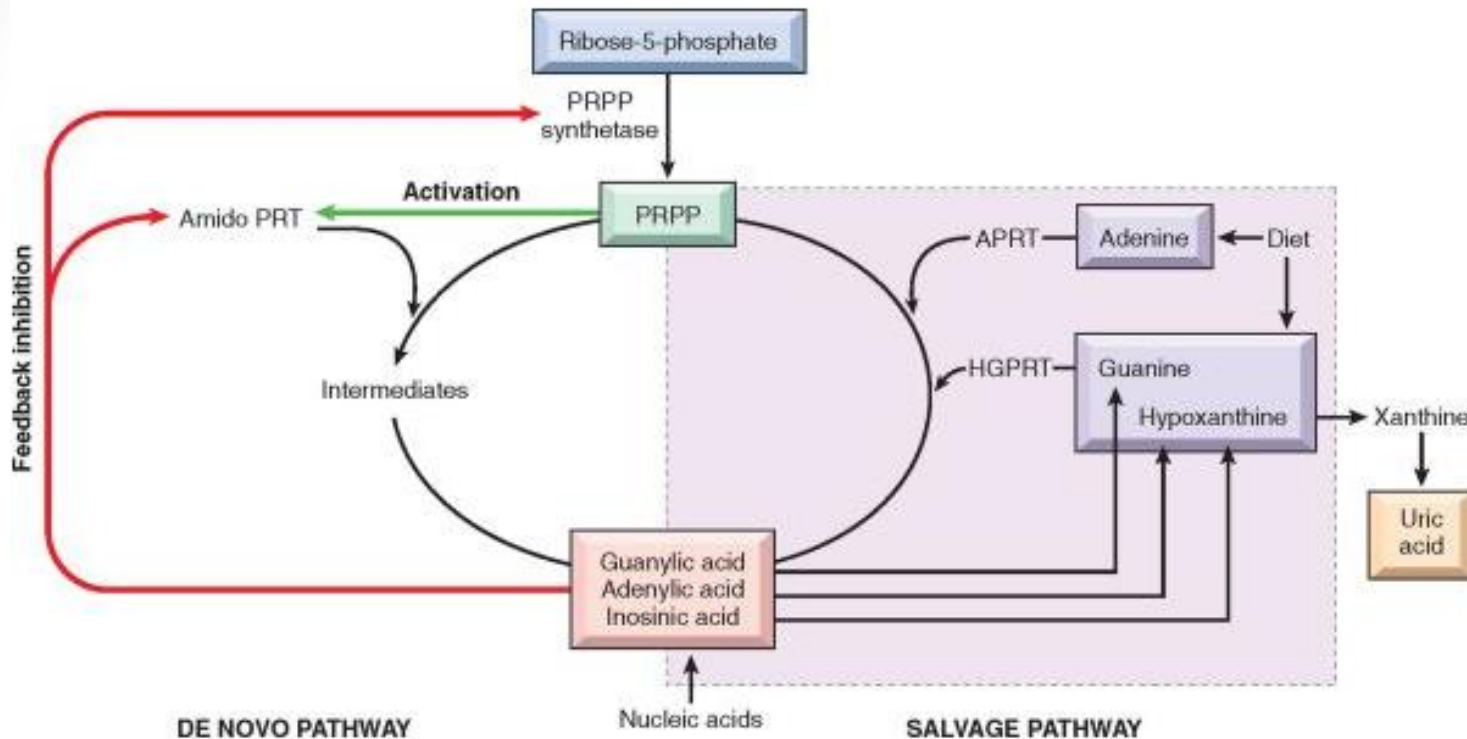 Ribose-5-phosphate
PRPP
synthetase
Activation
Amido PRT
PRPP
APRT
Adenine
Diet
Feedback inhibition
Intermediates
HGPRT
Guanine
Hypoxanthine
Xanthine
Uric
acid
Guanylic acid
Adenylic acid
Inosinic acid
Nucleic acids
DE NOVO PATHWAY
SALVAGE PATHWAY